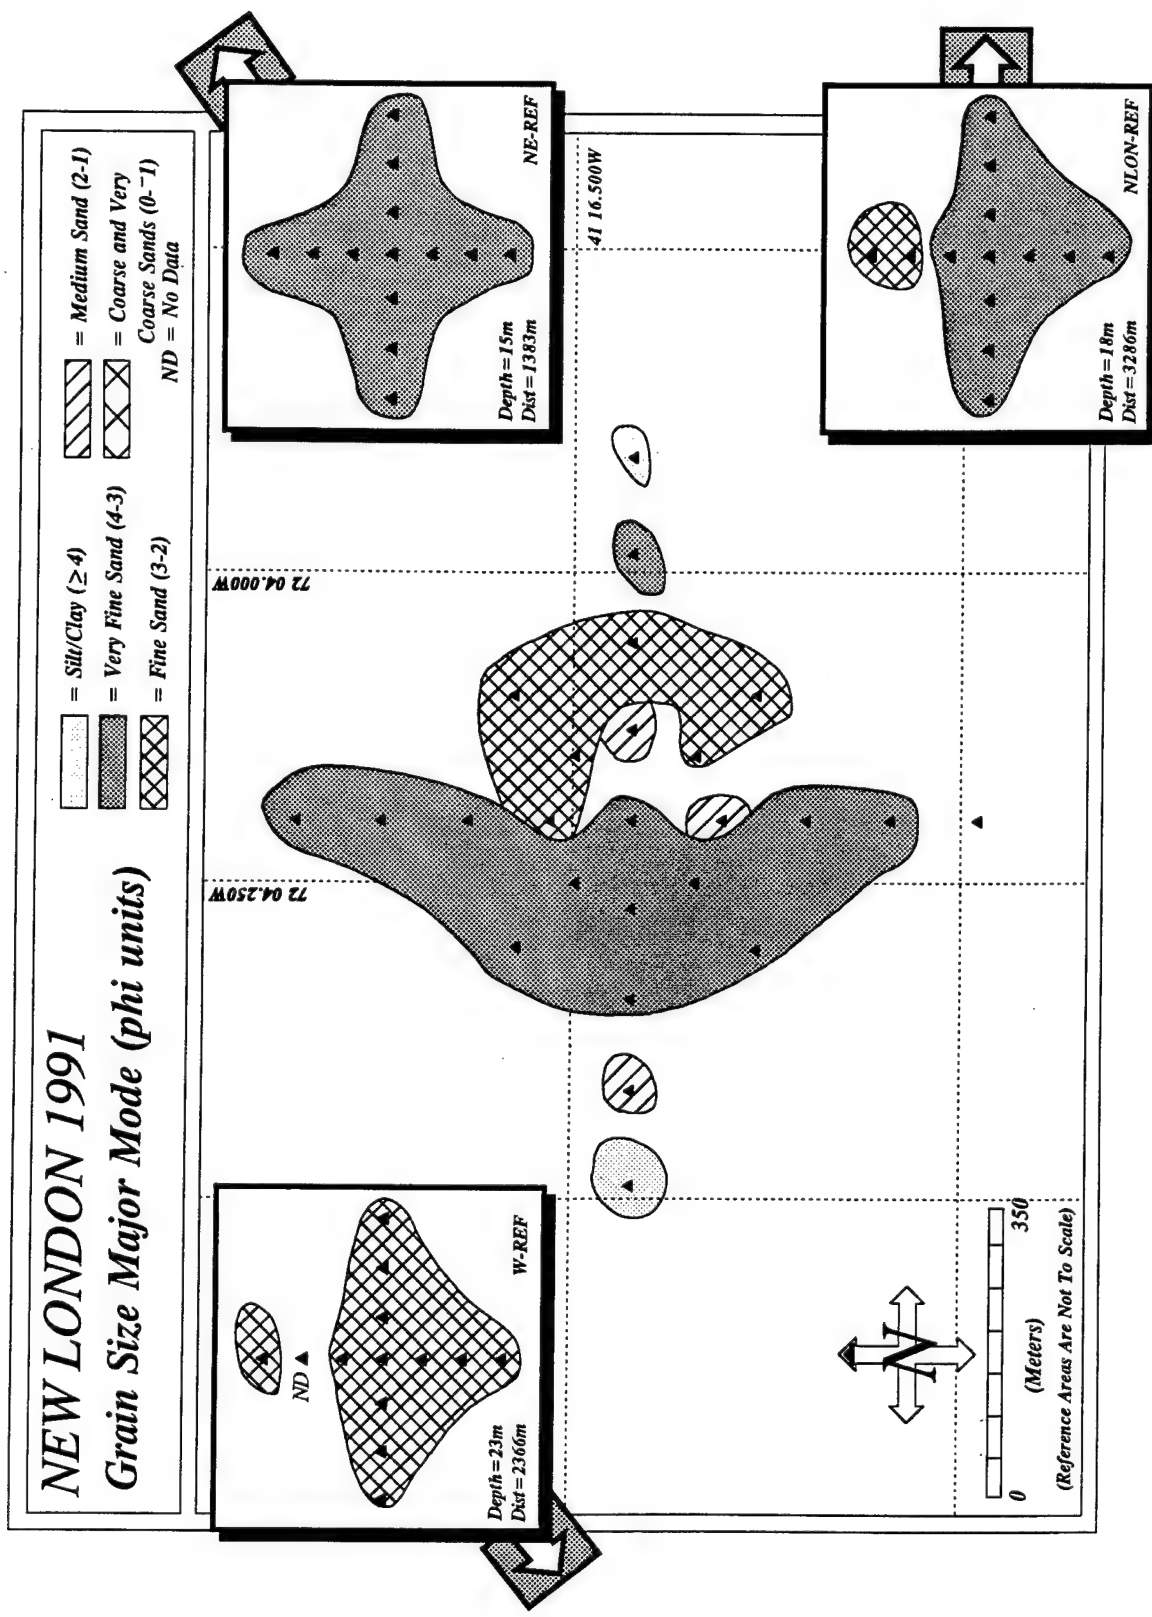 NEW LONDON 1991
Grain Size Major Mode (phi units)
= Silt/Clay (≥4)
= Very Fine Sand (4-3)
= Fine Sand (3-2)
= Medium Sand (2-1)
= Coarse and Very
Coarse Sands (0-⁻1)
ND = No Data
ND
W-REF
Depth=23m
Dist=2366m
72 04.250W
72 04.000W
NE-REF
Depth=15m
Dist=1383m
41 16.500W
NLON-REF
Depth=18m
Dist=3286m
N
0
350
(Meters)
(Reference Areas Are Not To Scale)